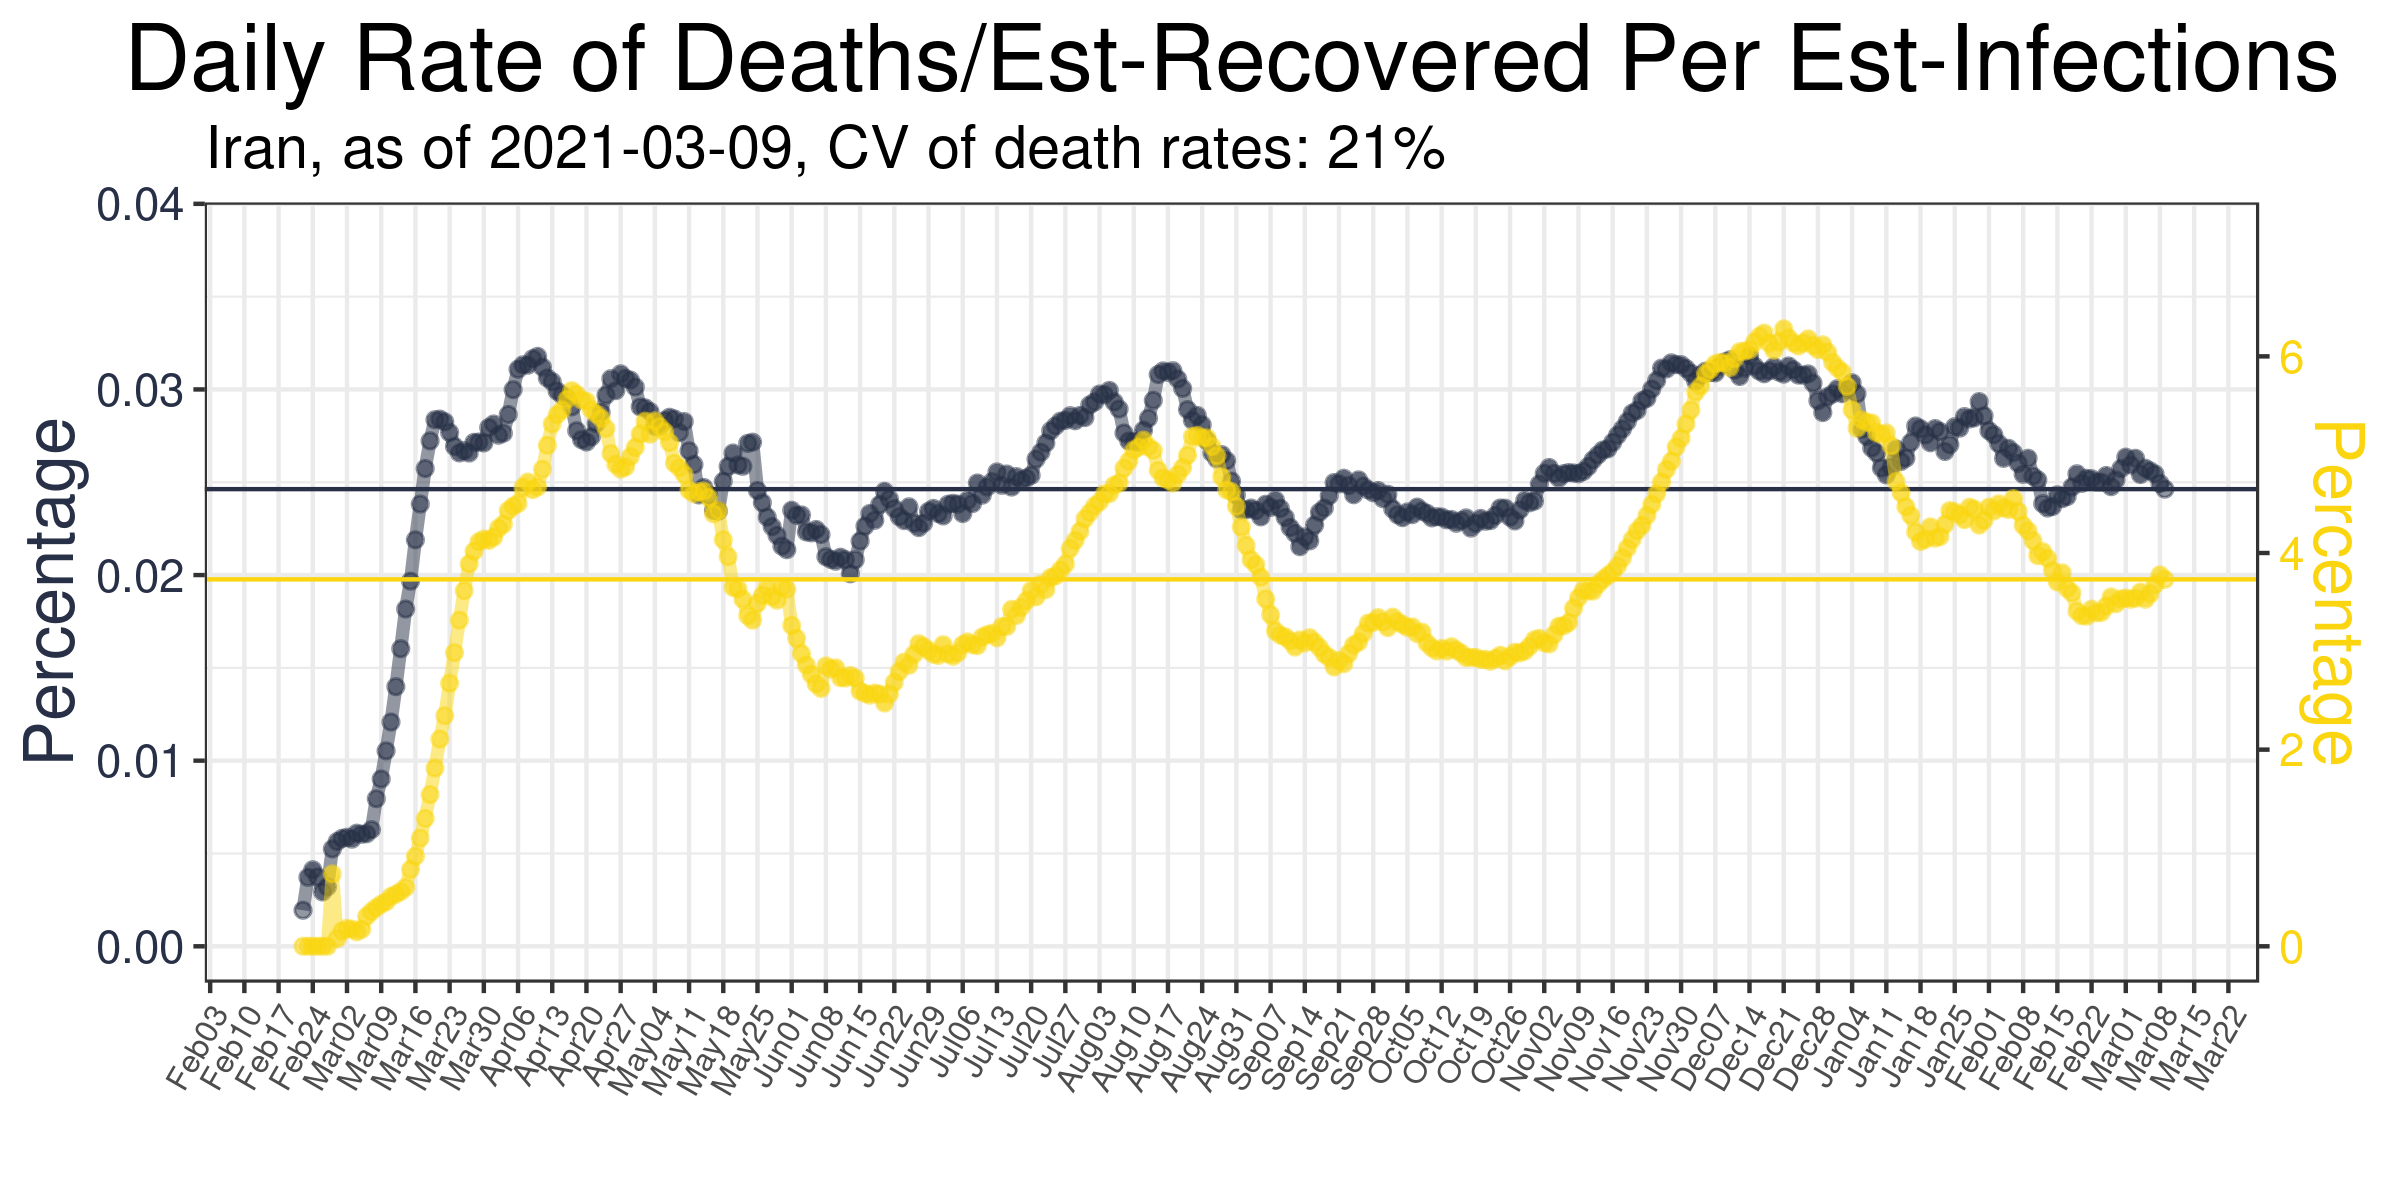 Daily Rate of Deaths/Est-Recovered Per Est-Infections
Iran, as of 2021-03-09, CV of death rates: 21%
Percentage
0.04
0.03
0.02
0.01
0.00
6
4
2
0
Percentage
Feb03
Feb10
Feb17
Feb24
Mar02
Mar09
Mar16
Mar23
Mar30
Apr06
Apr13
Apr20
Apr27
May04
May11
May18
May25
Jun01
Jun08
Jun15
Jun22
Jun29
Jul06
Jul13
Jul20
Jul27
Aug03
Aug10
Aug17
Aug24
Aug31
Sep07
Sep14
Sep21
Sep28
Oct05
Oct12
Oct19
Oct26
Nov02
Nov09
Nov16
Nov23
Nov30
Dec07
Dec14
Dec21
Dec28
Jan04
Jan11
Jan18
Jan25
Feb01
Feb08
Feb15
Feb22
Mar01
Mar08
Mar15
Mar22